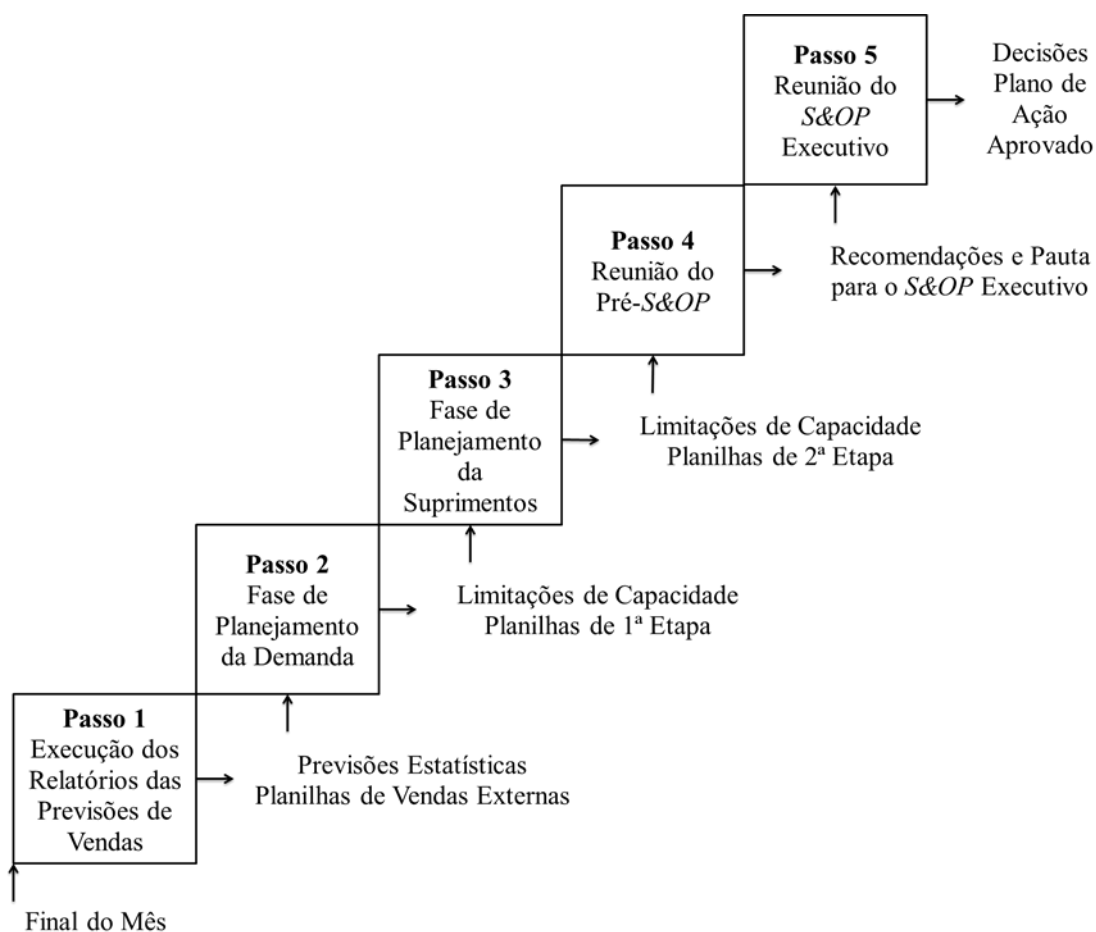 Passo 5
Reunião do
S&OP
Executivo
Decisões
Plano de
Ação
Aprovado
Passo 4
Reunião do
Pré-S&OP
Recomendações e Pauta
para o S&OP Executivo
Passo 3
Fase de
Planejamento
da
Suprimentos
Limitações de Capacidade
Planilhas de 2ª Etapa
Passo 2
Fase de
Planejamento
da Demanda
Limitações de Capacidade
Planilhas de 1ª Etapa
Passo 1
Execução dos
Relatórios das
Previsões de
Vendas
Previsões Estatísticas
Planilhas de Vendas Externas
Final do Mês